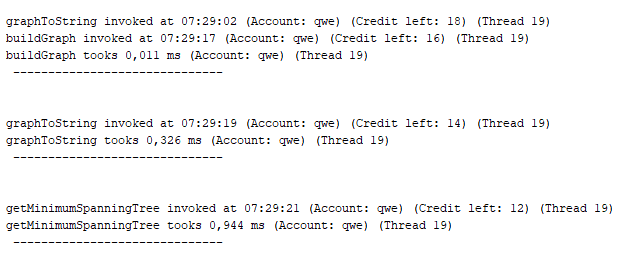 graphToString invoked at 07:29:02 (Account: qwe) (Credit left: 18) (Thread 19)
buildGraph invoked at 07:29:17 (Account: qwe) (Credit left: 16) (Thread 19)
buildGraph tooks 0,011 ms (Account: qwe) (Thread 19)
------------------------------
graphToString invoked at 07:29:19 (Account: qwe) (Credit left: 14) (Thread 19)
graphToString tooks 0,326 ms (Account: qwe) (Thread 19)
------------------------------
getMinimumSpanningTree invoked at 07:29:21 (Account: qwe) (Credit left: 12) (Thread 19)
getMinimumSpanningTree tooks 0,944 ms (Account: qwe) (Thread 19)
------------------------------